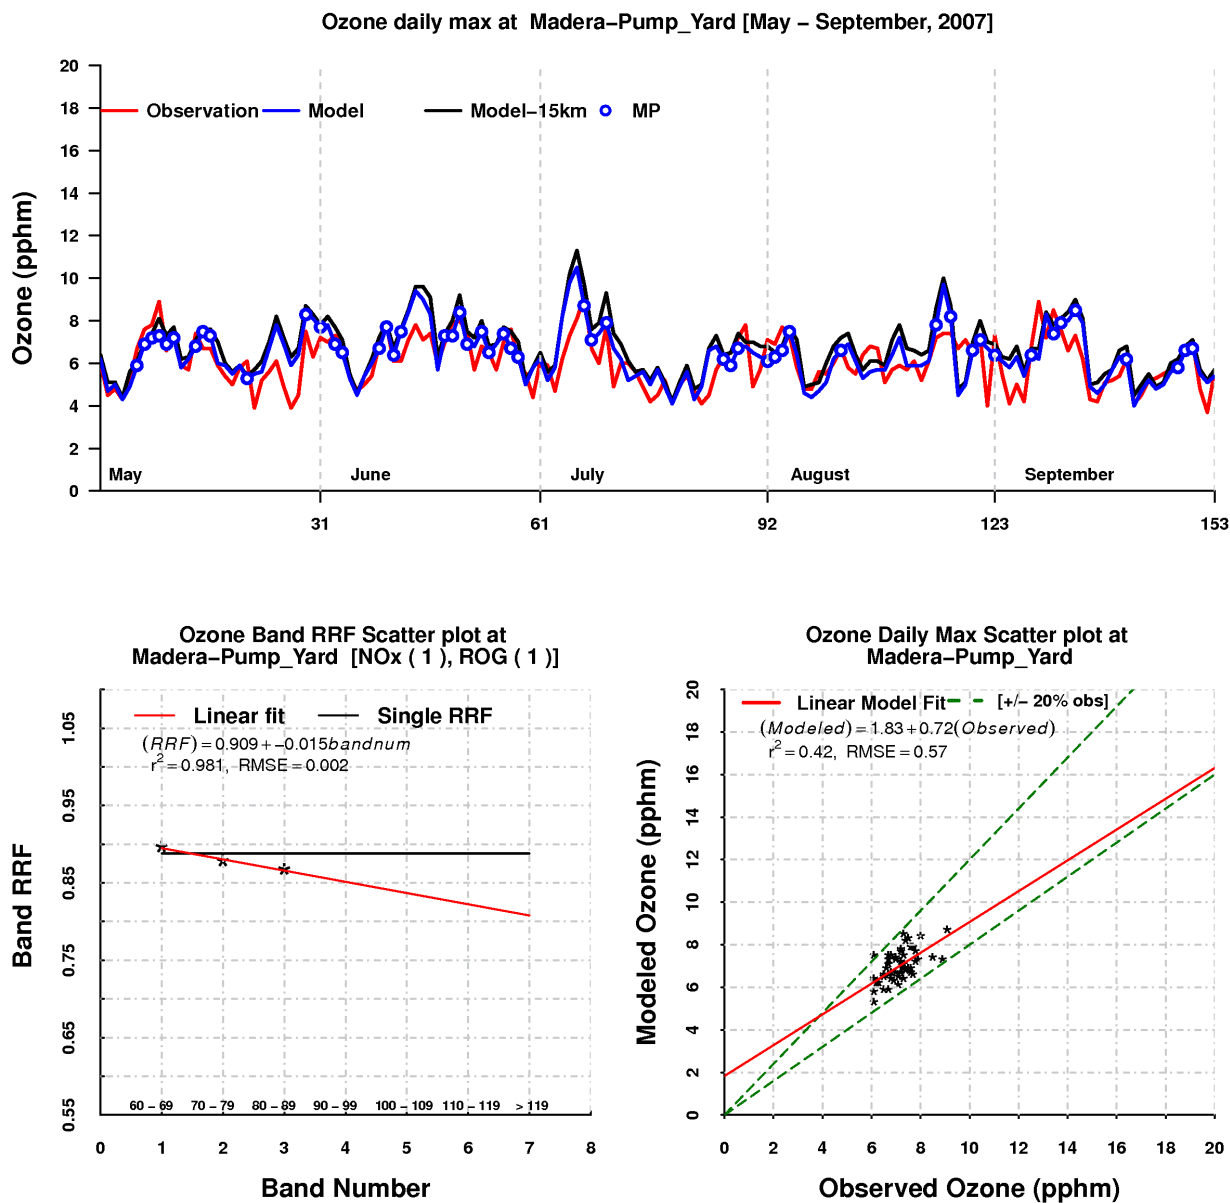 Ozone daily max at Madera−Pump_Yard [May − September, 2007]
20
18
16
14
12
10
8
6
4
2
0
Ozone (pphm)
Observation Model Model−15km MP
May June July August September
31 61 92 123 153
Ozone Band RRF Scatter plot at
Madera−Pump_Yard [NOx ( 1 ), ROG ( 1 )]
Linear fit Single RRF
(RRF) = 0.909 + −0.015bandnum
r2 = 0.981, RMSE = 0.002
1.05
0.95
0.85
0.75
0.65
0.55
Band RRF
60 − 69 70 − 79 80 − 89 90 − 99 100 − 109 110 − 119 > 119
0 1 2 3 4 5 6 7 8
Band Number
Ozone Daily Max Scatter plot at
Madera−Pump_Yard
Linear Model Fit [+/− 20% obs]
(Modeled) = 1.83 + 0.72(Observed)
r2 = 0.42, RMSE = 0.57
20
18
16
14
12
10
8
6
4
2
0
Modeled Ozone (pphm)
0 2 4 6 8 10 12 14 16 18 20
Observed Ozone (pphm)